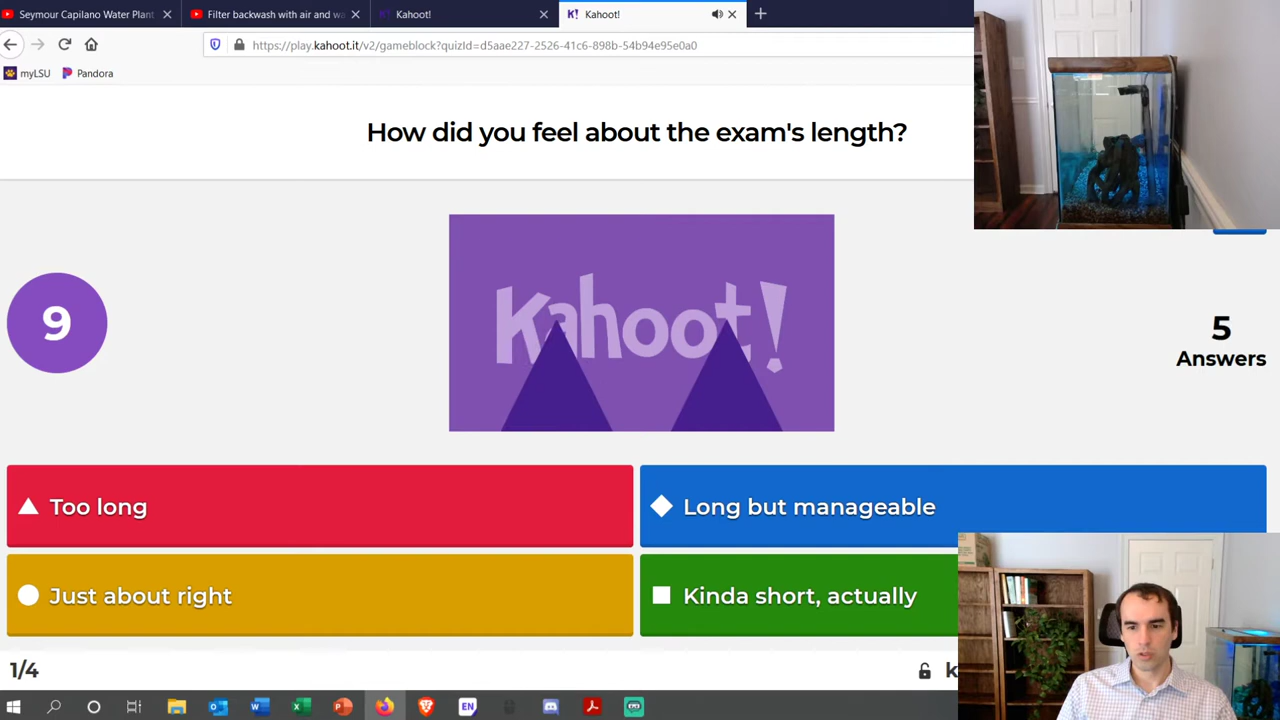 Seymour Capilano Water Plant
Filter backwash with air and wa
Kahoot!
K! Kahoot!
https://play.kahoot.it/v2/gameblock?quizId=d5aae227-2526-41c6-898b-54b94e95e0a0
myLSU
Pandora
How did you feel about the exam's length?
9
Kahoot!
5
Answers
Too long
Long but manageable
Just about right
Kinda short, actually
1/4
k
EN